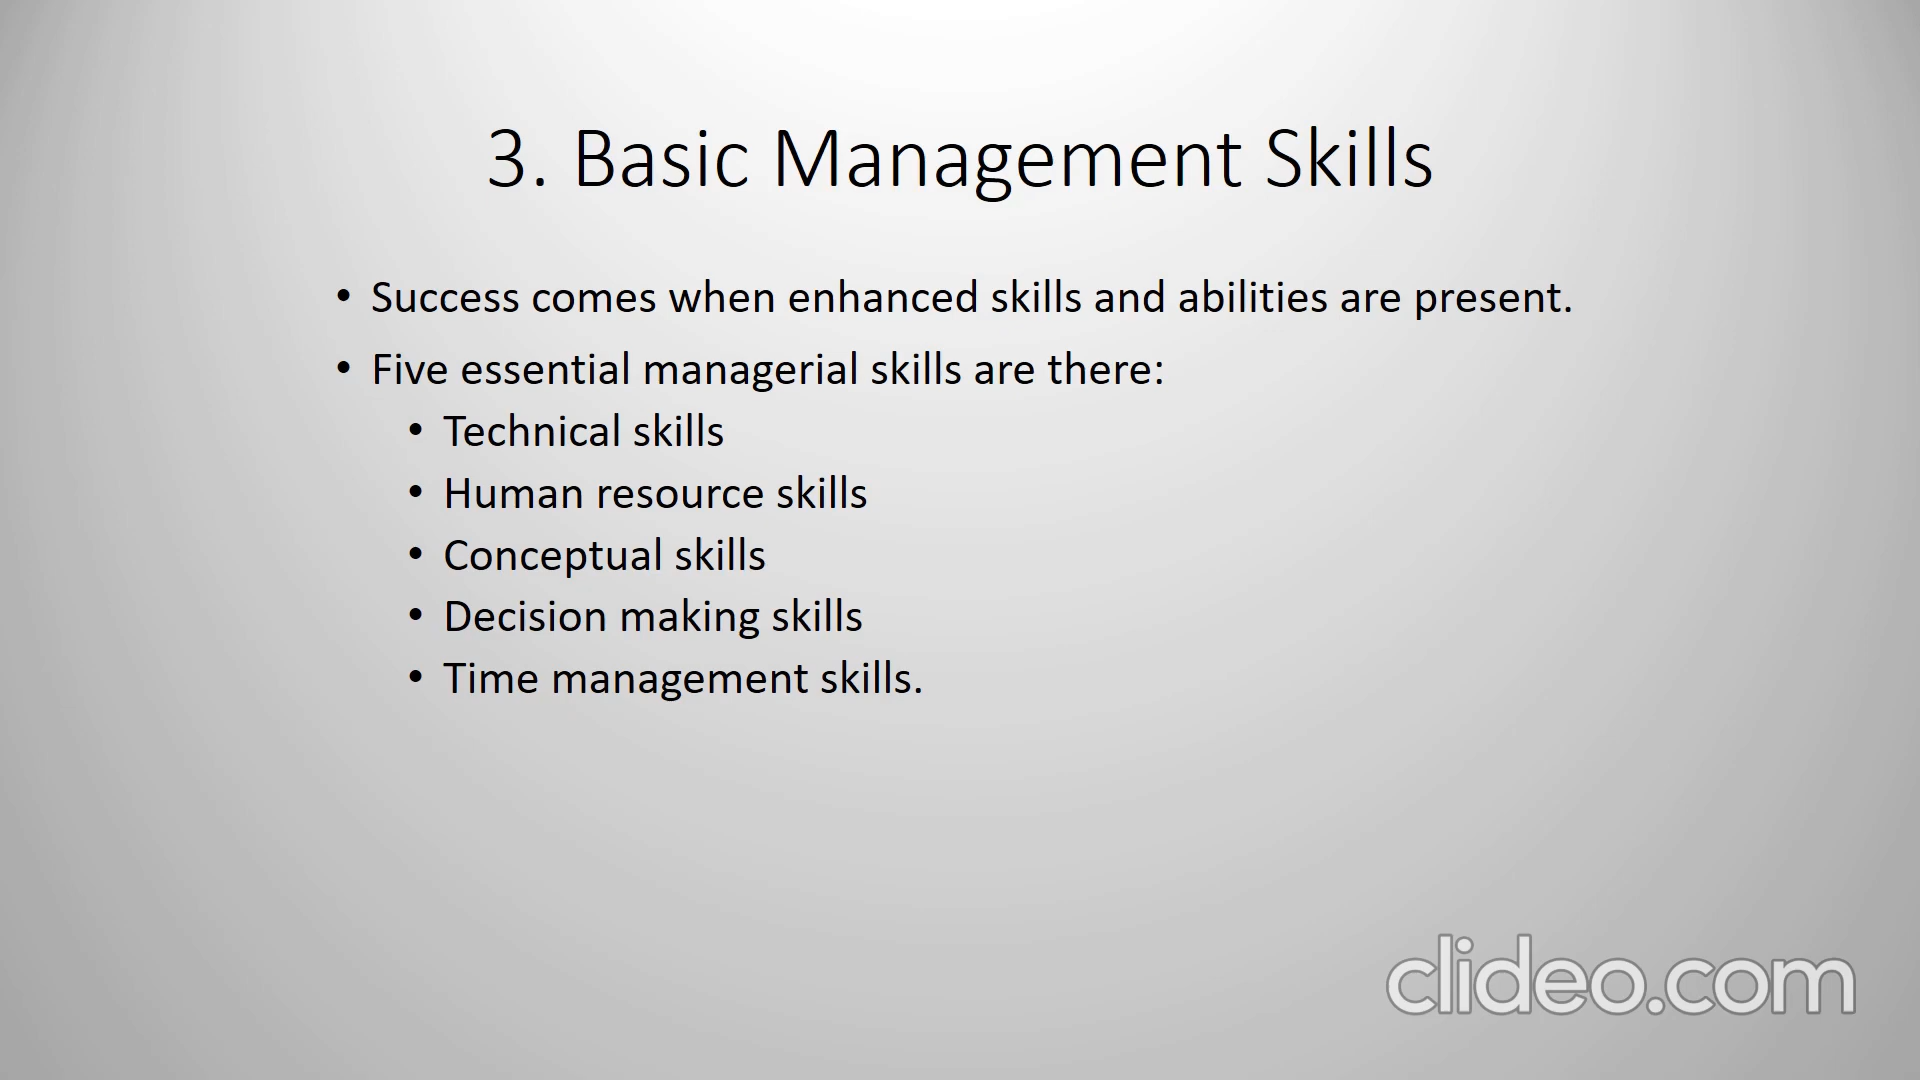 3. Basic Management Skills
• Success comes when enhanced skills and abilities are present.
• Five essential managerial skills are there:
• Technical skills
• Human resource skills
• Conceptual skills
• Decision making skills
• Time management skills.
clideo.com